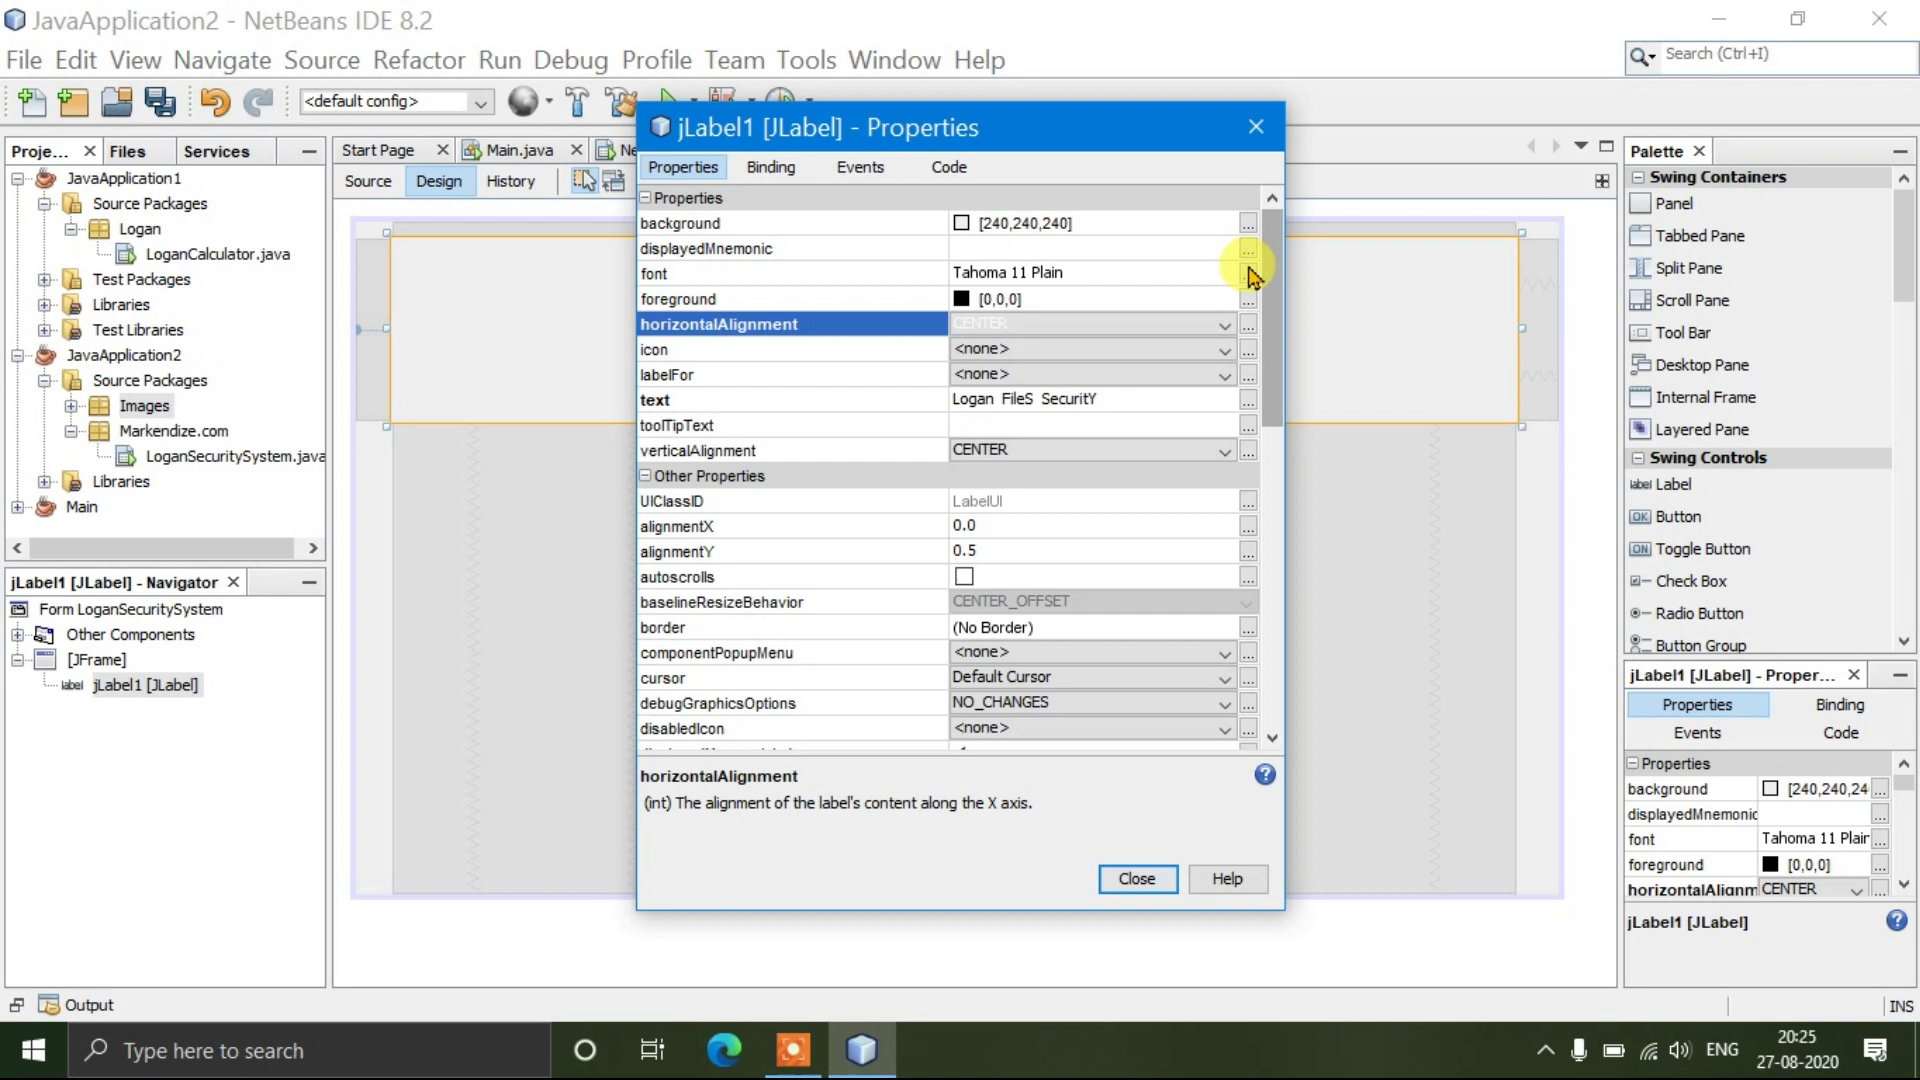 JavaApplication2 - NetBeans IDE 8.2
File Edit View Navigate Source Refactor Run Debug Profile Team Tools Window Help
Search (Ctrl+I)
<default config>
Proje...
Files
Services
JavaApplication1
Source Packages
Logan
LoganCalculator.java
Test Packages
Libraries
Test Libraries
JavaApplication2
Source Packages
Images
Markendize.com
LoganSecuritySystem.java
Libraries
Main
jLabel1 [JLabel] - Navigator
Form LoganSecuritySystem
Other Components
[JFrame]
label jLabel1 [JLabel]
Start Page
Main.java
Source
Design
History
jLabel1 [JLabel] - Properties
Properties
Binding
Events
Code
Properties
background [240,240,240] ...
displayedMnemonic ...
font Tahoma 11 Plain
foreground [0,0,0] ...
horizontalAlignment CENTER ...
icon <none> ...
labelFor <none> ...
text Logan FileS SecuritY ...
toolTipText ...
verticalAlignment CENTER ...
Other Properties
UIClassID LabelUI ...
alignmentX 0.0 ...
alignmentY 0.5 ...
autoscrolls ...
baselineResizeBehavior CENTER_OFFSET
border (No Border) ...
componentPopupMenu <none> ...
cursor Default Cursor ...
debugGraphicsOptions NO_CHANGES ...
disabledIcon <none> ...
horizontalAlignment
(int) The alignment of the label's content along the X axis.
Close
Help
Palette
Swing Containers
Panel
Tabbed Pane
Split Pane
Scroll Pane
Tool Bar
Desktop Pane
Internal Frame
Layered Pane
Swing Controls
label Label
OK Button
ON Toggle Button
Check Box
Radio Button
Button Group
jLabel1 [JLabel] - Proper...
Properties
Binding
Events
Code
Properties
background [240,240,24 ...
displayedMnemonic ...
font Tahoma 11 Plain ...
foreground [0,0,0] ...
horizontalAlignm CENTER ...
jLabel1 [JLabel]
Output
INS
Type here to search
ENG
20:25
27-08-2020